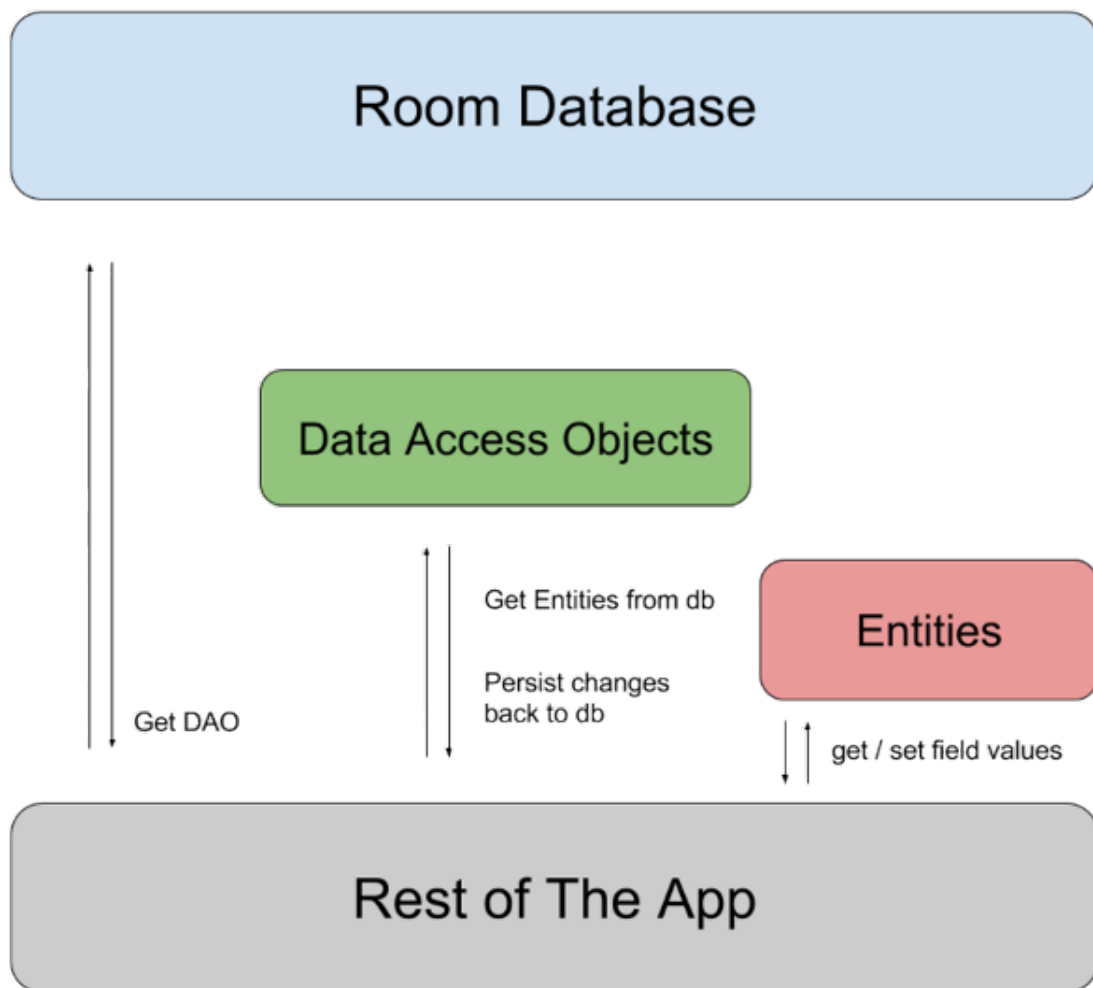 Room Database
Data Access Objects
Get Entities from db
Entities
Persist changes
back to db
Get DAO
get / set field values
Rest of The App